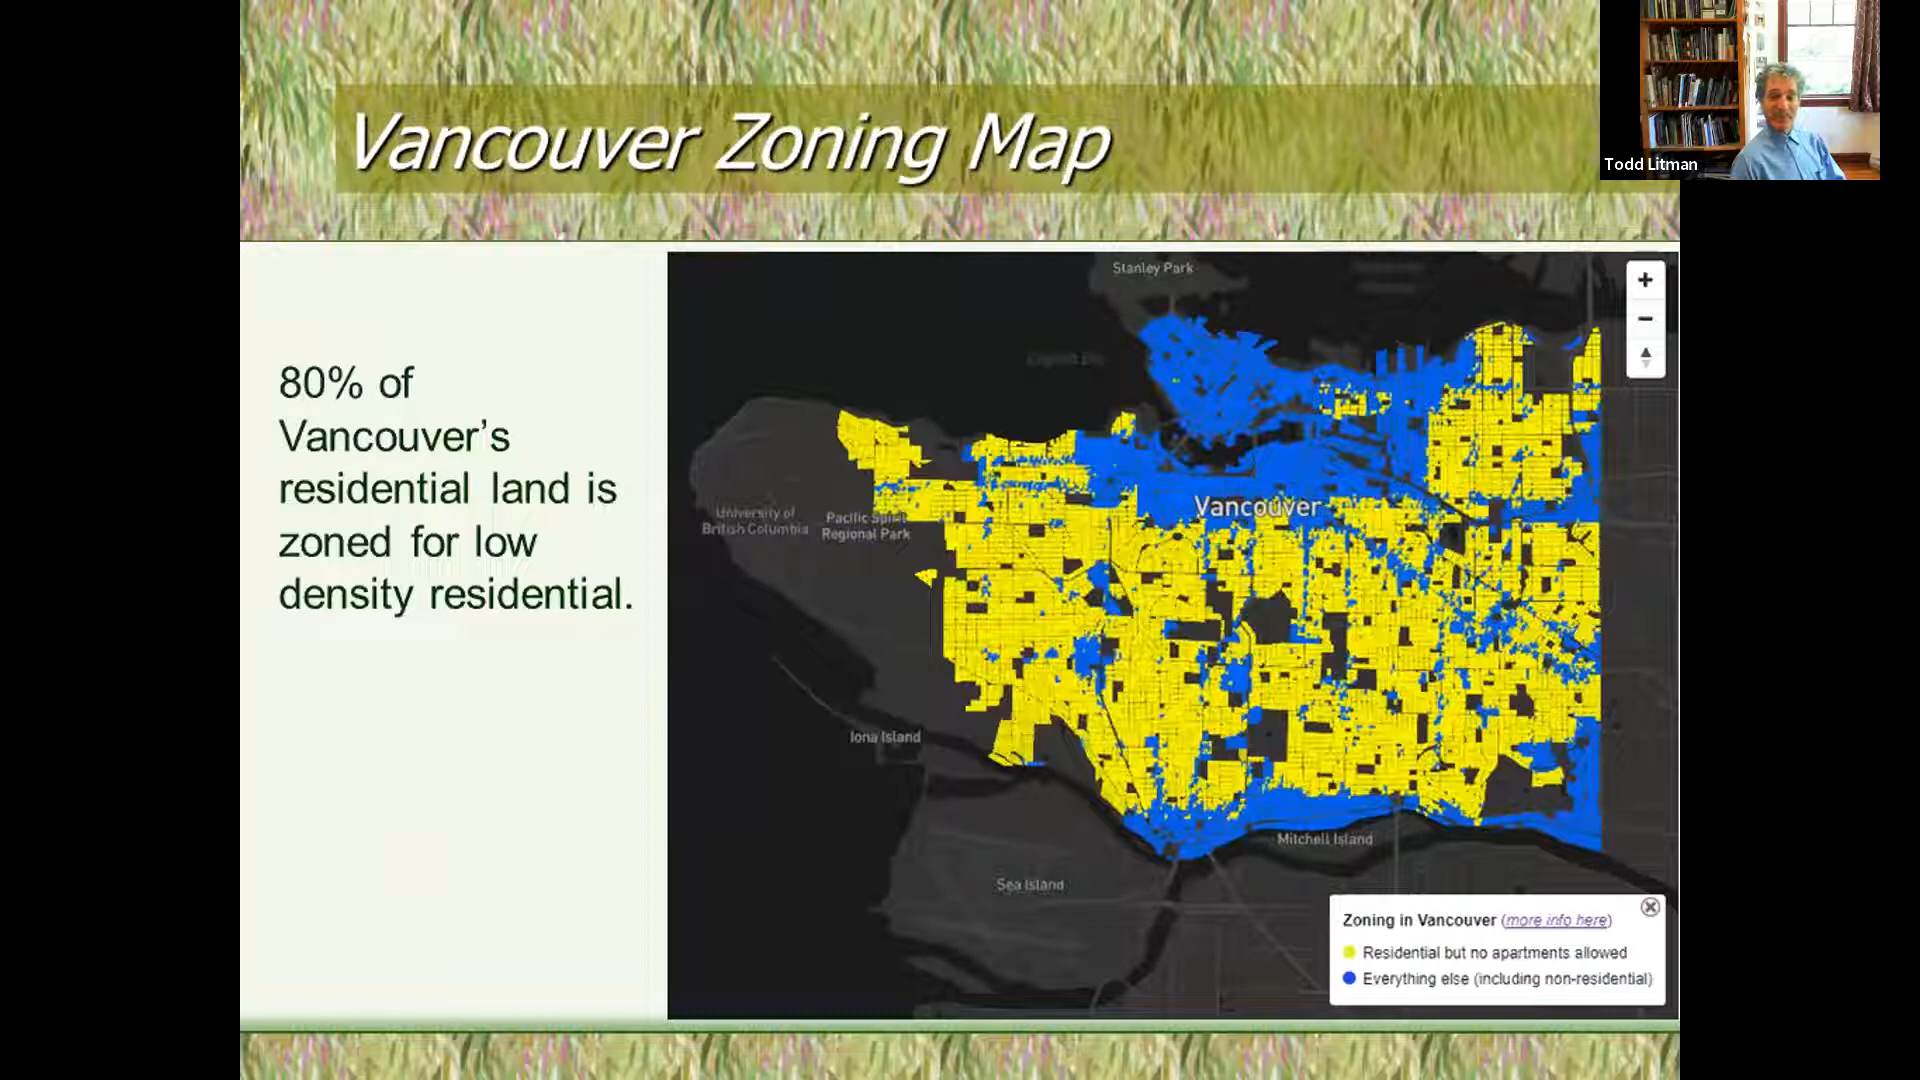 Vancouver Zoning Map
Todd Litman
80% of
Vancouver’s
residential land is
zoned for low
density residential.
Stanley Park
Vancouver
University of
British Columbia
Pacific Spirit
Regional Park
Iona Island
Mitchell Island
Sea Island
Zoning in Vancouver (more info here)
Residential but no apartments allowed
Everything else (including non-residential)